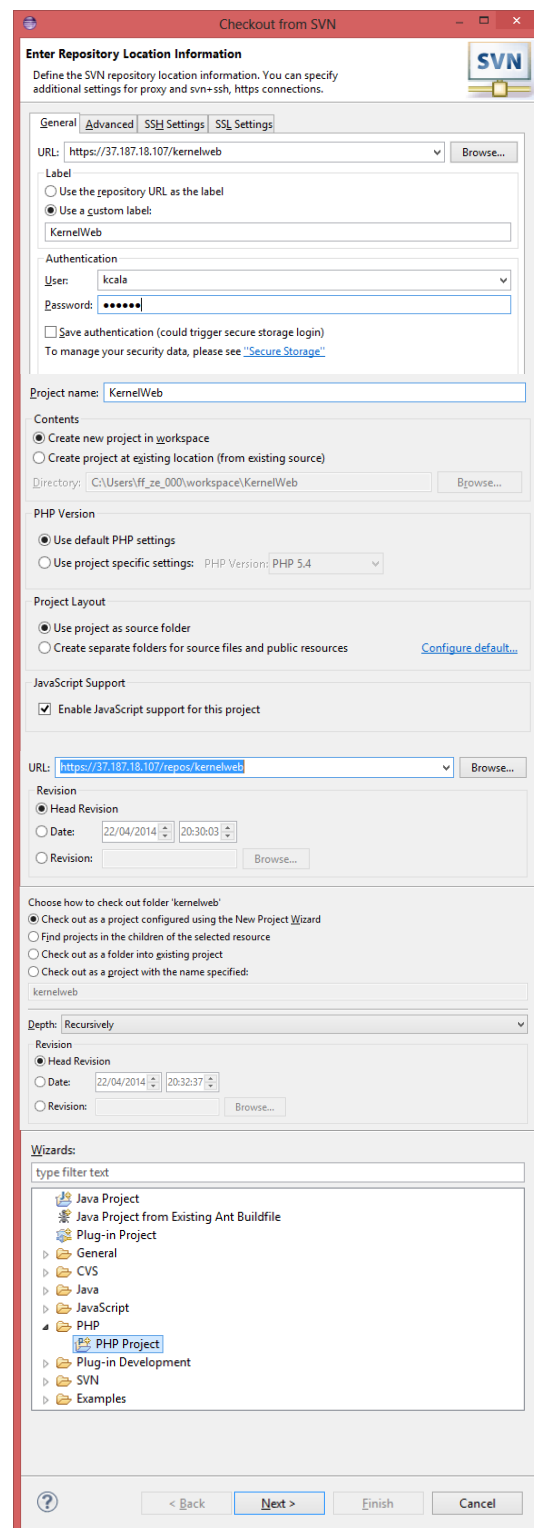 Checkout from SVN
Enter Repository Location Information
SVN
Define the SVN repository location information. You can specify
additional settings for proxy and svn+ssh, https connections.
General Advanced SSH Settings SSL Settings
URL: https://37.187.18.107/kernelweb Browse...
Label
Use the repository URL as the label
Use a custom label:
KernelWeb
Authentication
User: kcala
Password: ●●●●●●
Save authentication (could trigger secure storage login)
To manage your security data, please see "Secure Storage"
Project name: KernelWeb
Contents
Create new project in workspace
Create project at existing location (from existing source)
Directory: C:\Users\ff_ze_000\workspace\KernelWeb Browse...
PHP Version
Use default PHP settings
Use project specific settings: PHP Version: PHP 5.4
Project Layout
Use project as source folder
Create separate folders for source files and public resources Configure default...
JavaScript Support
Enable JavaScript support for this project
URL: https://37.187.18.107/repos/kernelweb Browse...
Revision
Head Revision
Date: 22/04/2014 20:30:03
Revision: Browse...
Choose how to check out folder 'kernelweb'
Check out as a project configured using the New Project Wizard
Find projects in the children of the selected resource
Check out as a folder into existing project
Check out as a project with the name specified:
kernelweb
Depth: Recursively
Revision
Head Revision
Date: 22/04/2014 20:32:37
Revision: Browse...
Wizards:
type filter text
Java Project
Java Project from Existing Ant Buildfile
Plug-in Project
General
CVS
Java
JavaScript
PHP
PHP Project
Plug-in Development
SVN
Examples
? < Back Next > Finish Cancel